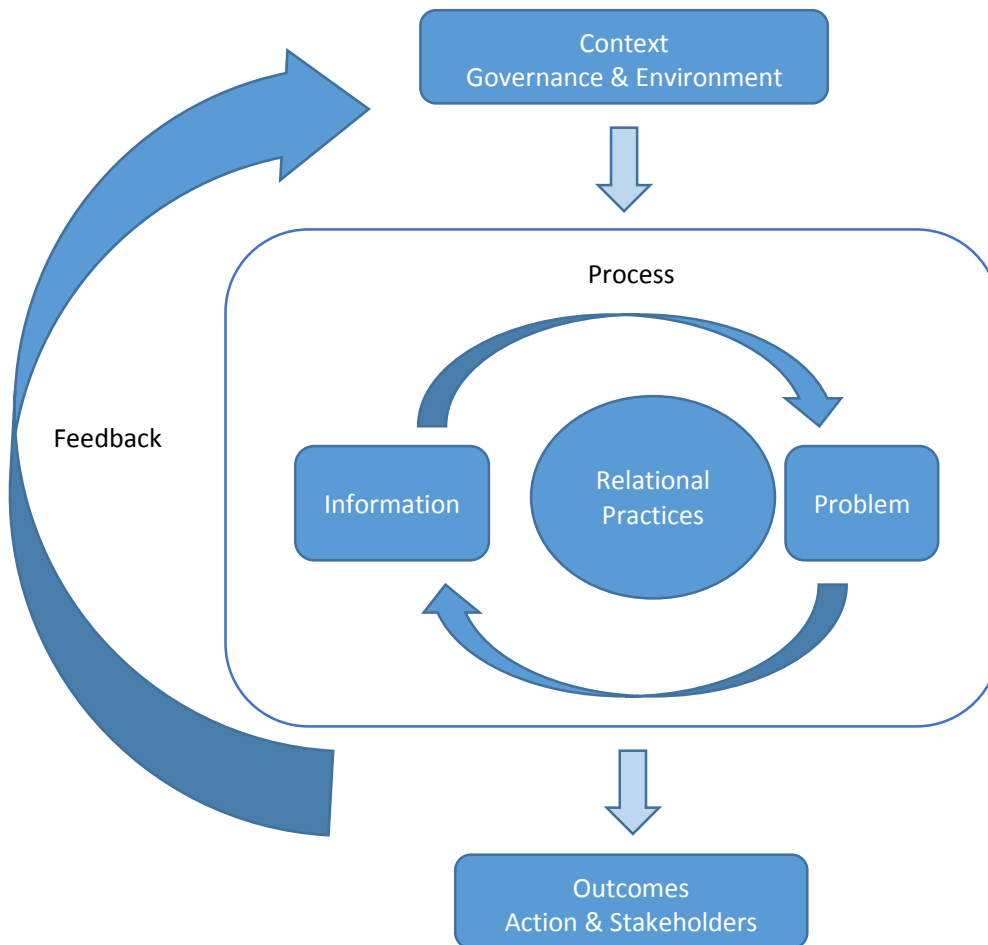 Context
Governance & Environment
Process
Feedback
Information
Relational
Practices
Problem
Outcomes
Action & Stakeholders